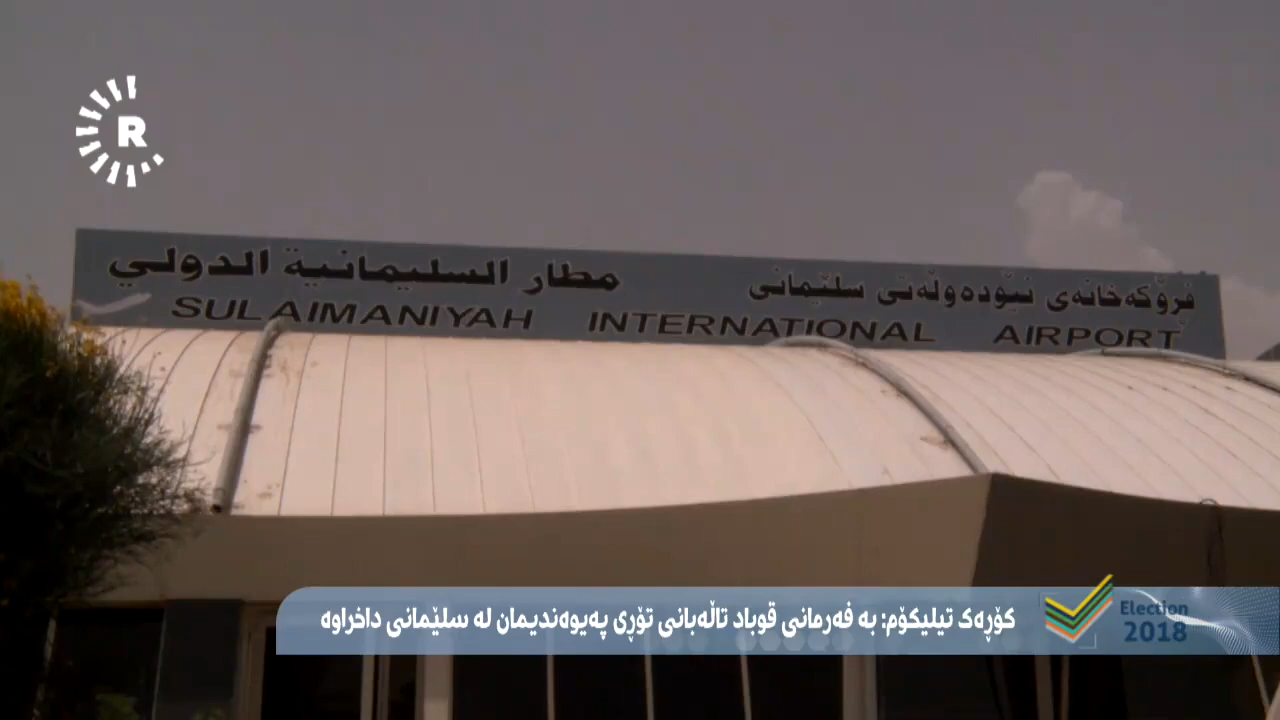 R
مطار السليمانية الدولي
فڕۆکەخانەی نێودەوڵەتی سلێمانی
SULAIMANIYAH INTERNATIONAL AIRPORT
کۆڕەک تیلیکۆم: بە فەرمانی قوباد تاڵەبانی تۆڕی پەیوەندیمان لە سلێمانی داخراوە
Election
2018